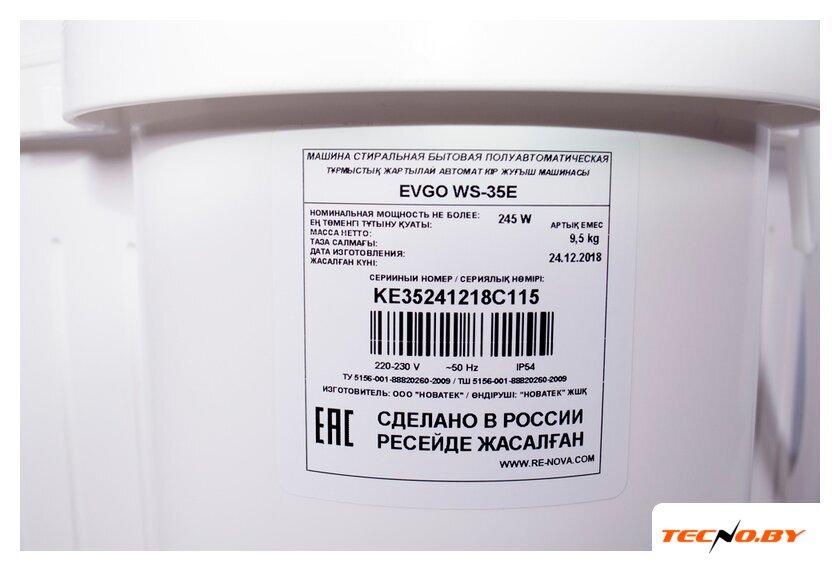 МАШИНА СТИРАЛЬНАЯ БЫТОВАЯ ПОЛУАВТОМАТИЧЕСКАЯ
ТҰРМЫСТЫҚ ЖАРТЫЛАЙ АВТОМАТ КІР ЖУҒЫШ МАШИНАСЫ
EVGO WS-35E
НОМИНАЛЬНАЯ МОЩНОСТЬ НЕ БОЛЕЕ: 245 W
ЕҢ ТӨМЕНГІ ТҰТЫНУ ҚУАТЫ: АРТЫҚ ЕМЕС
МАССА НЕТТО: 9,5 kg
ТАЗА САЛМАҒЫ:
ДАТА ИЗГОТОВЛЕНИЯ: 24.12.2018
ЖАСАЛҒАН КҮНІ:
СЕРИЙНЫЙ НОМЕР / СЕРИЯЛЫҚ НӨМІРІ:
KE35241218C115
220-230 V ~50 Hz IP54
ТУ 5156-001-88820260-2009 / ТШ 5156-001-88820260-2009
ИЗГОТОВИТЕЛЬ: ООО "НОВАТЕК" / ӨНДІРУШІ: "НОВАТЕК" ЖШҚ
EAC СДЕЛАНО В РОССИИ
РЕСЕЙДЕ ЖАСАЛҒАН
WWW.RE-NOVA.COM
TECNO.BY